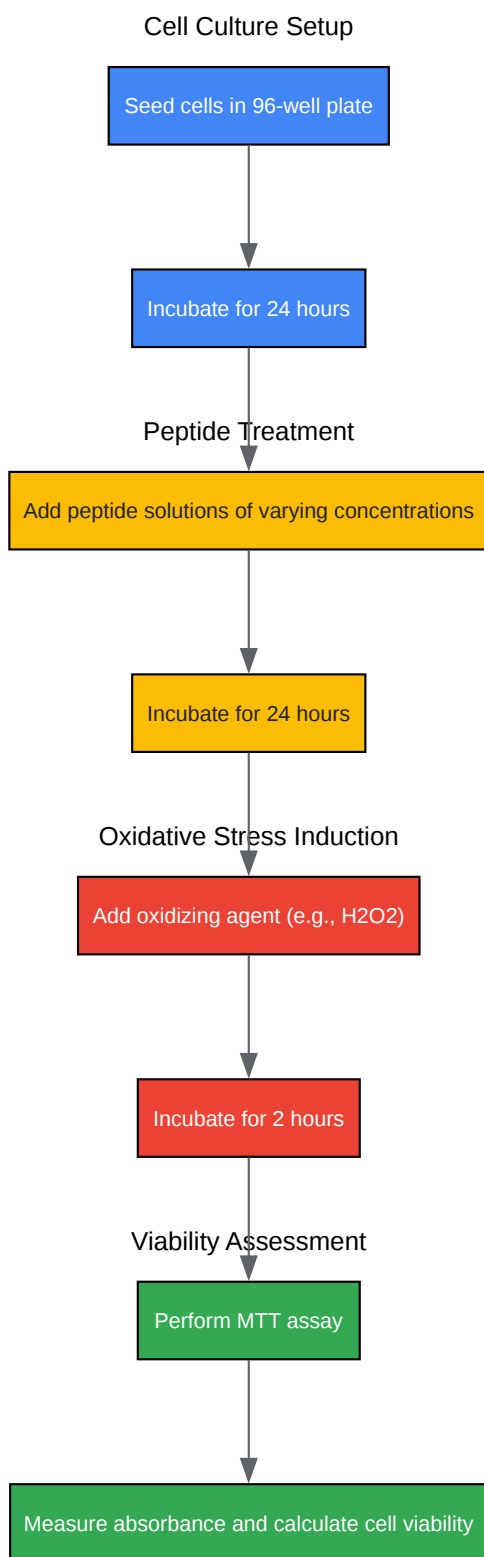 Cell Culture Setup
Seed cells in 96-well plate
Incubate for 24 hours
Peptide Treatment
Add peptide solutions of varying concentrations
Incubate for 24 hours
Oxidative Stress Induction
Add oxidizing agent (e.g., H2O2)
Incubate for 2 hours
Viability Assessment
Perform MTT assay
Measure absorbance and calculate cell viability